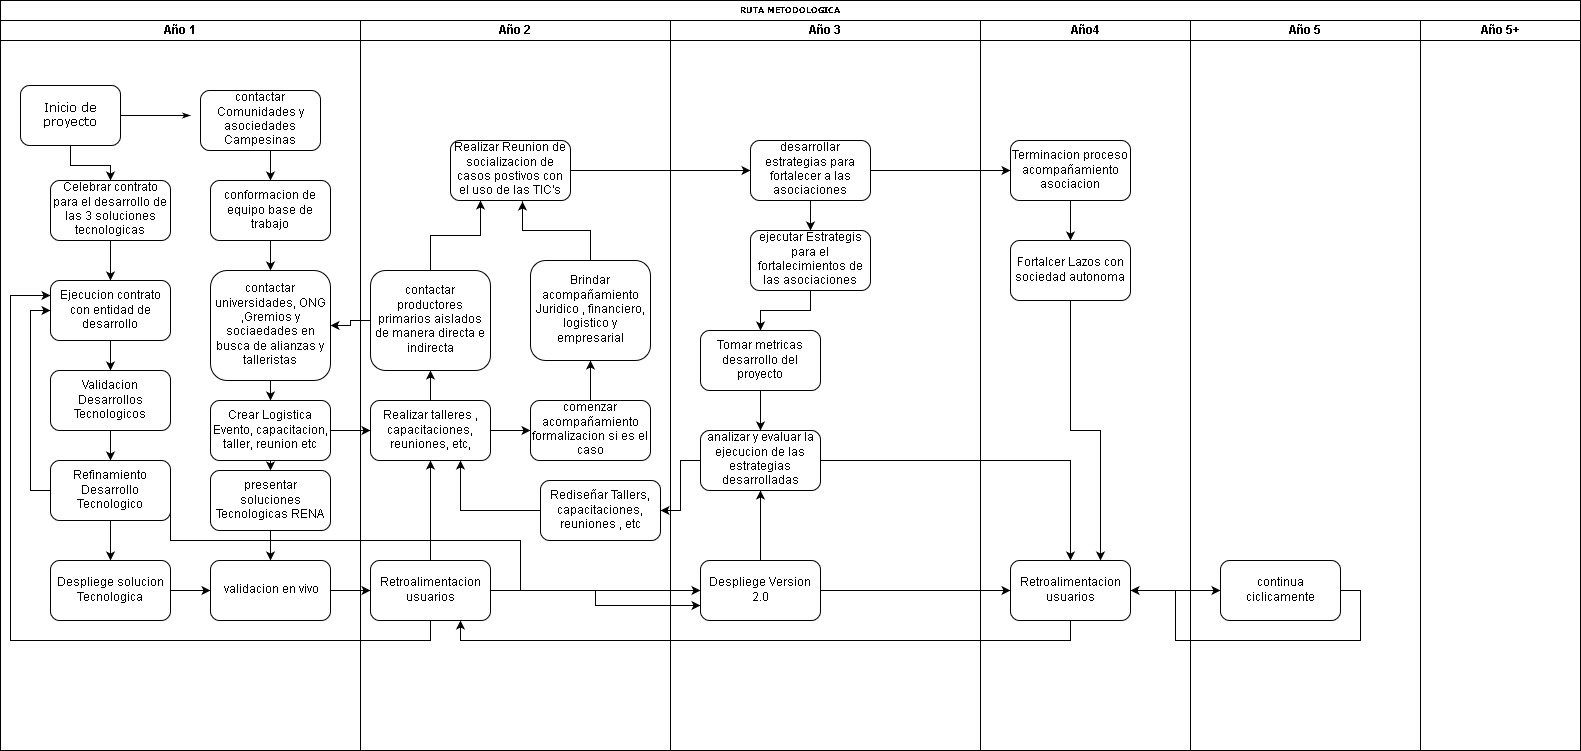 RUTA METODOLOGICA
Año 1
Año 2
Año 3
Año4
Año 5
Año 5+
Inicio de
proyecto
contactar
Comunidades y
asociedades
Campesinas
Celebrar contrato
para el desarrollo de
las 3 soluciones
tecnologicas
conformacion de
equipo base de
trabajo
Ejecucion contrato
con entidad de
desarrollo
contactar
universidades, ONG
,Gremios y
sociaedades en
busca de alianzas y
talleristas
Validacion
Desarrollos
Tecnologicos
Crear Logistica
Evento, capacitacion,
taller, reunion etc
Refinamiento
Desarrollo
Tecnologico
presentar
soluciones
Tecnologicas RENA
Despliege solucion
Tecnologica
validacion en vivo
Realizar Reunion de
socializacion de
casos postivos con
el uso de las TIC's
contactar
productores
primarios aislados
de manera directa e
indirecta
Brindar
acompañamiento
Juridico , financiero,
logistico y
empresarial
Realizar talleres ,
capacitaciones,
reuniones, etc,
comenzar
acompañamiento
formalizacion si es el
caso
Rediseñar Tallers,
capacitaciones,
reuniones , etc
Retroalimentacion
usuarios
desarrollar
estrategias para
fortalecer a las
asociaciones
ejecutar Estrategis
para el
fortalecimientos de
las asociaciones
Tomar metricas
desarrollo del
proyecto
analizar y evaluar la
ejecucion de las
estrategias
desarrolladas
Despliege Version
2.0
Terminacion proceso
acompañamiento
asociacion
Fortalcer Lazos con
sociedad autonoma
Retroalimentacion
usuarios
continua
ciclicamente